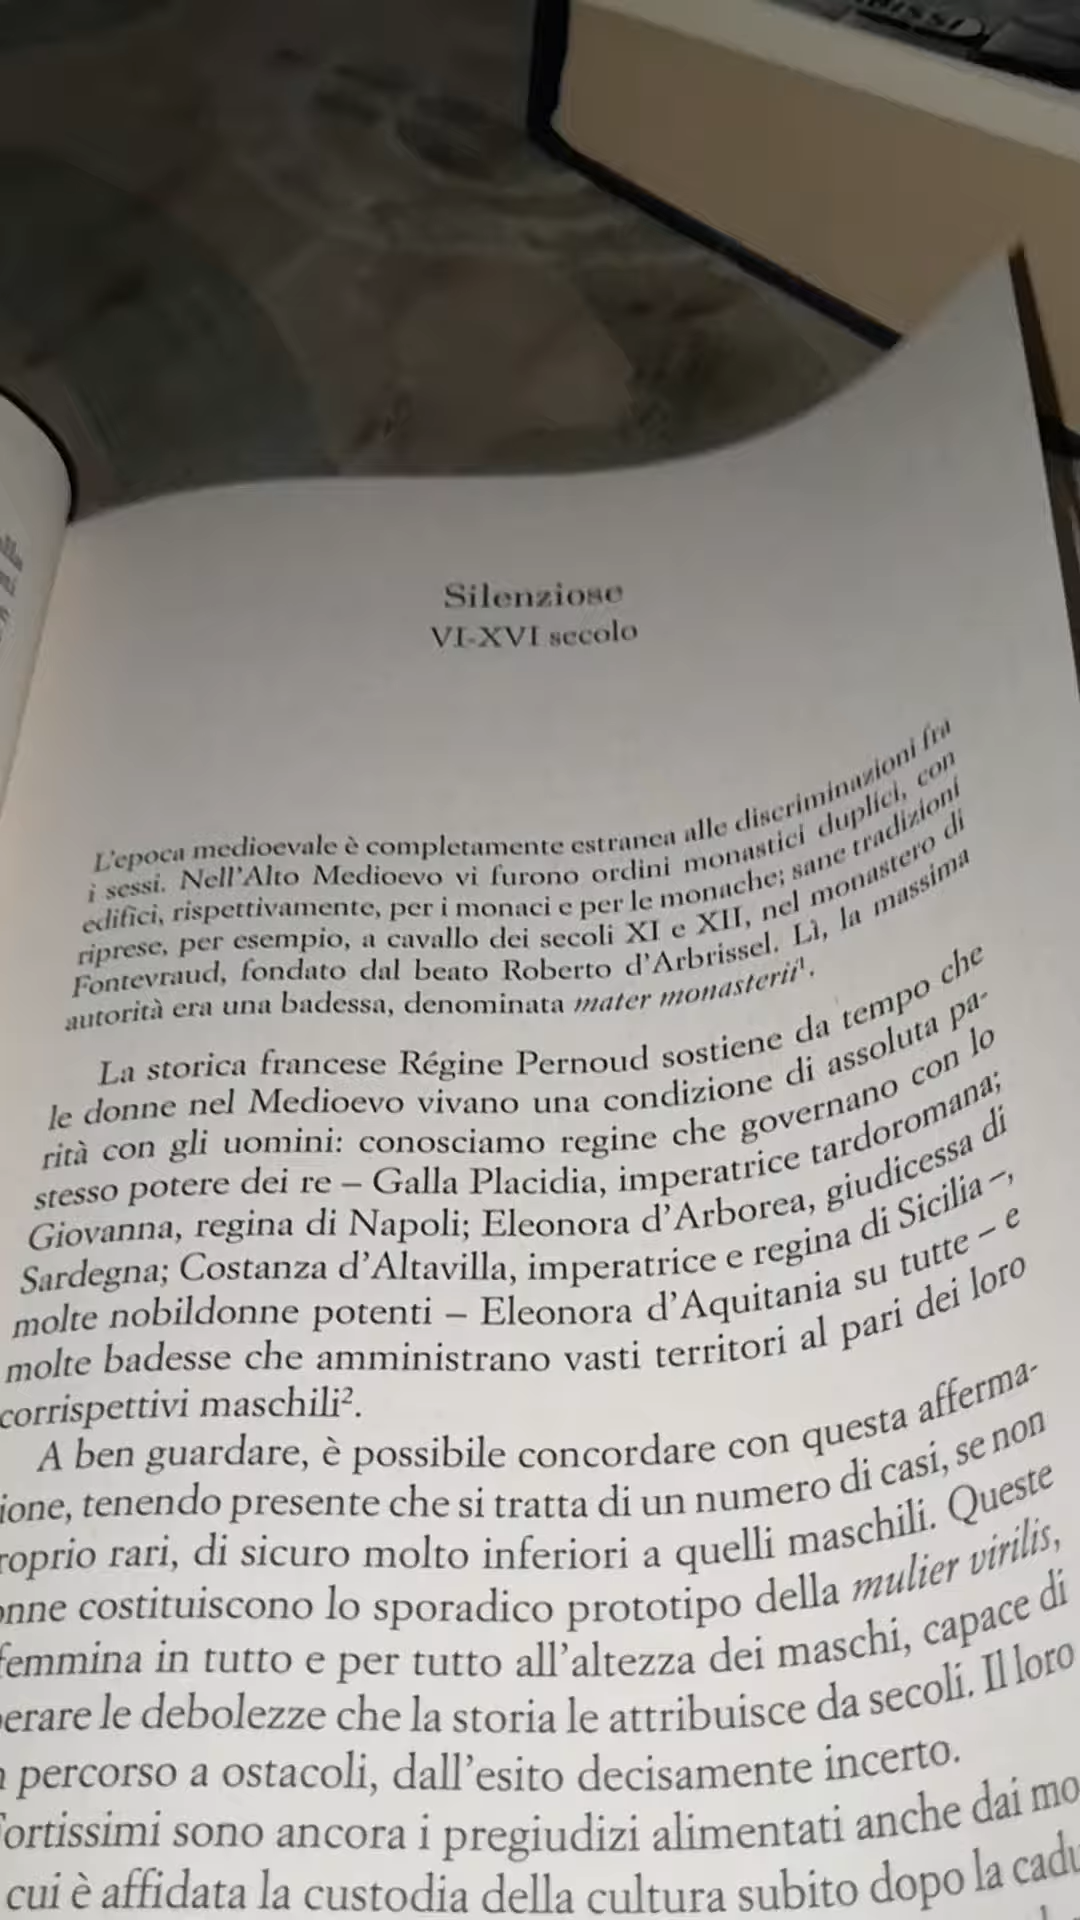 Silenziose
VI-XVI secolo
L'epoca medioevale è completamente estranea alle discriminazioni fra
i sessi. Nell'Alto Medioevo vi furono ordini monastici duplici, con
edifici, rispettivamente, per i monaci e per le monache; sane tradizioni
riprese, per esempio, a cavallo dei secoli XI e XII, nel monastero di
Fontevraud, fondato dal beato Roberto d'Arbrissel. Lì, la massima
autorità era una badessa, denominata mater monasterii¹.
La storica francese Régine Pernoud sostiene da tempo che
le donne nel Medioevo vivano una condizione di assoluta pa-
rità con gli uomini: conosciamo regine che governano con lo
stesso potere dei re – Galla Placidia, imperatrice tardoromana;
Giovanna, regina di Napoli; Eleonora d'Arborea, giudicessa di
Sardegna; Costanza d'Altavilla, imperatrice e regina di Sicilia –,
molte nobildonne potenti – Eleonora d'Aquitania su tutte – e
molte badesse che amministrano vasti territori al pari dei loro
corrispettivi maschili².
A ben guardare, è possibile concordare con questa afferma-
ione, tenendo presente che si tratta di un numero di casi, se non
roprio rari, di sicuro molto inferiori a quelli maschili. Queste
onne costituiscono lo sporadico prototipo della mulier virilis,
femmina in tutto e per tutto all'altezza dei maschi, capace di
erare le debolezze che la storia le attribuisce da secoli. Il loro
percorso a ostacoli, dall'esito decisamente incerto.
ortissimi sono ancora i pregiudizi alimentati anche dai mo
cui è affidata la custodia della cultura subito dopo la cadu